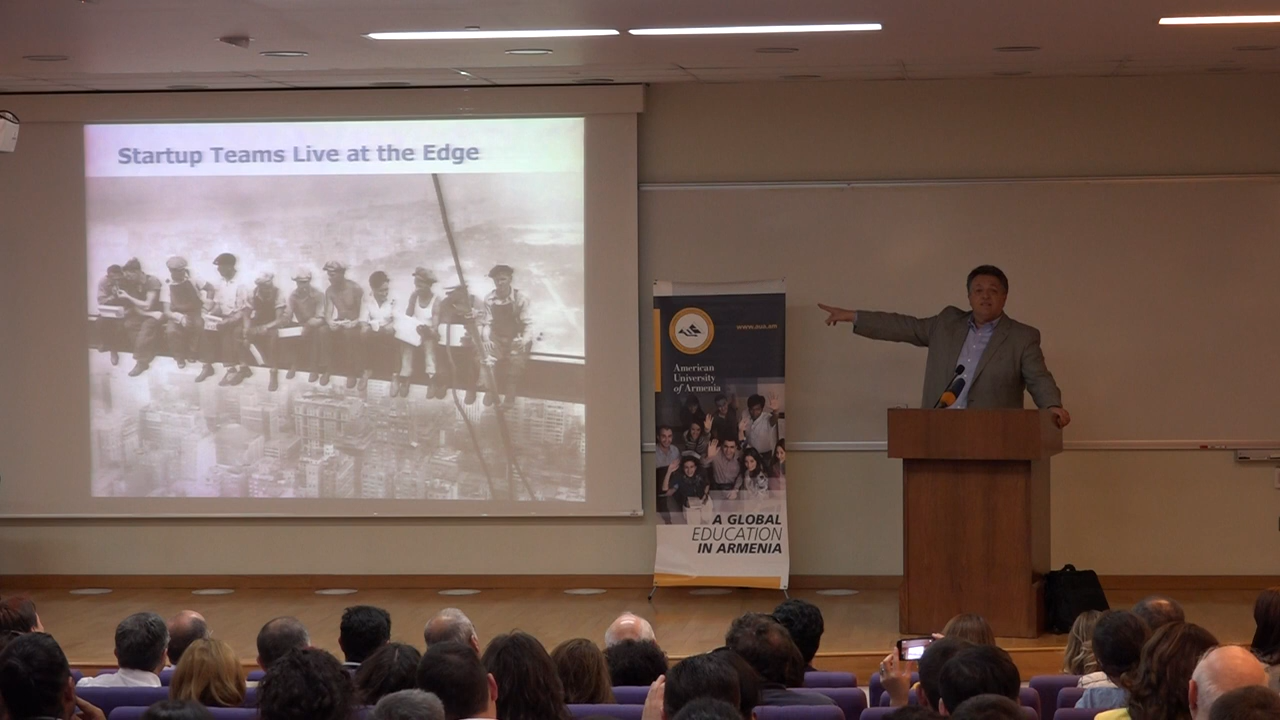 Startup Teams Live at the Edge
www.aua.am
American
University
of Armenia
A GLOBAL
EDUCATION
IN ARMENIA